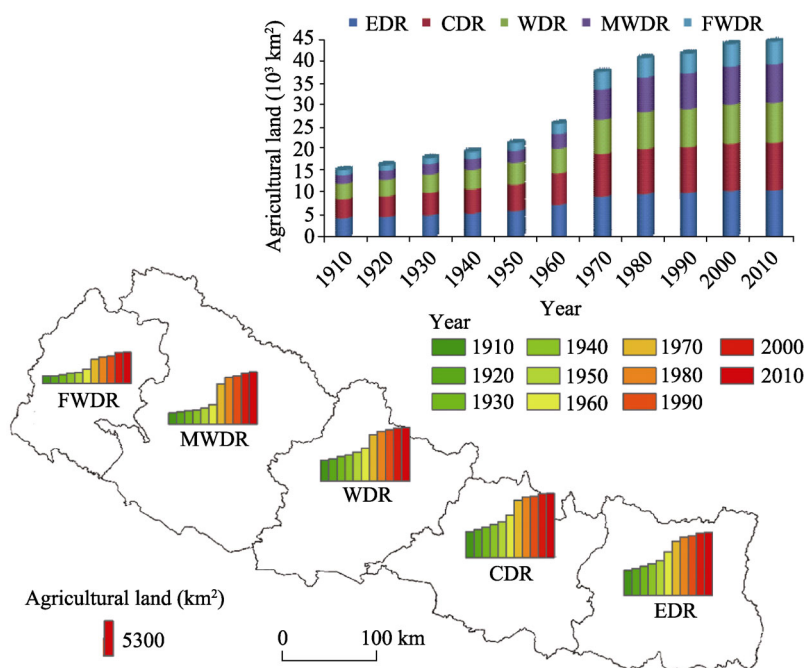 EDR CDR WDR MWDR FWDR
Agricultural land (10³ km²)
45
40
35
30
25
20
15
10
5
0
1910 1920 1930 1940 1950 1960 1970 1980 1990 2000 2010
Year
Year
1910 1940 1970 2000
1920 1950 1980 2010
1930 1960 1990
FWDR
MWDR
WDR
CDR
EDR
Agricultural land (km²)
5300
0 100 km